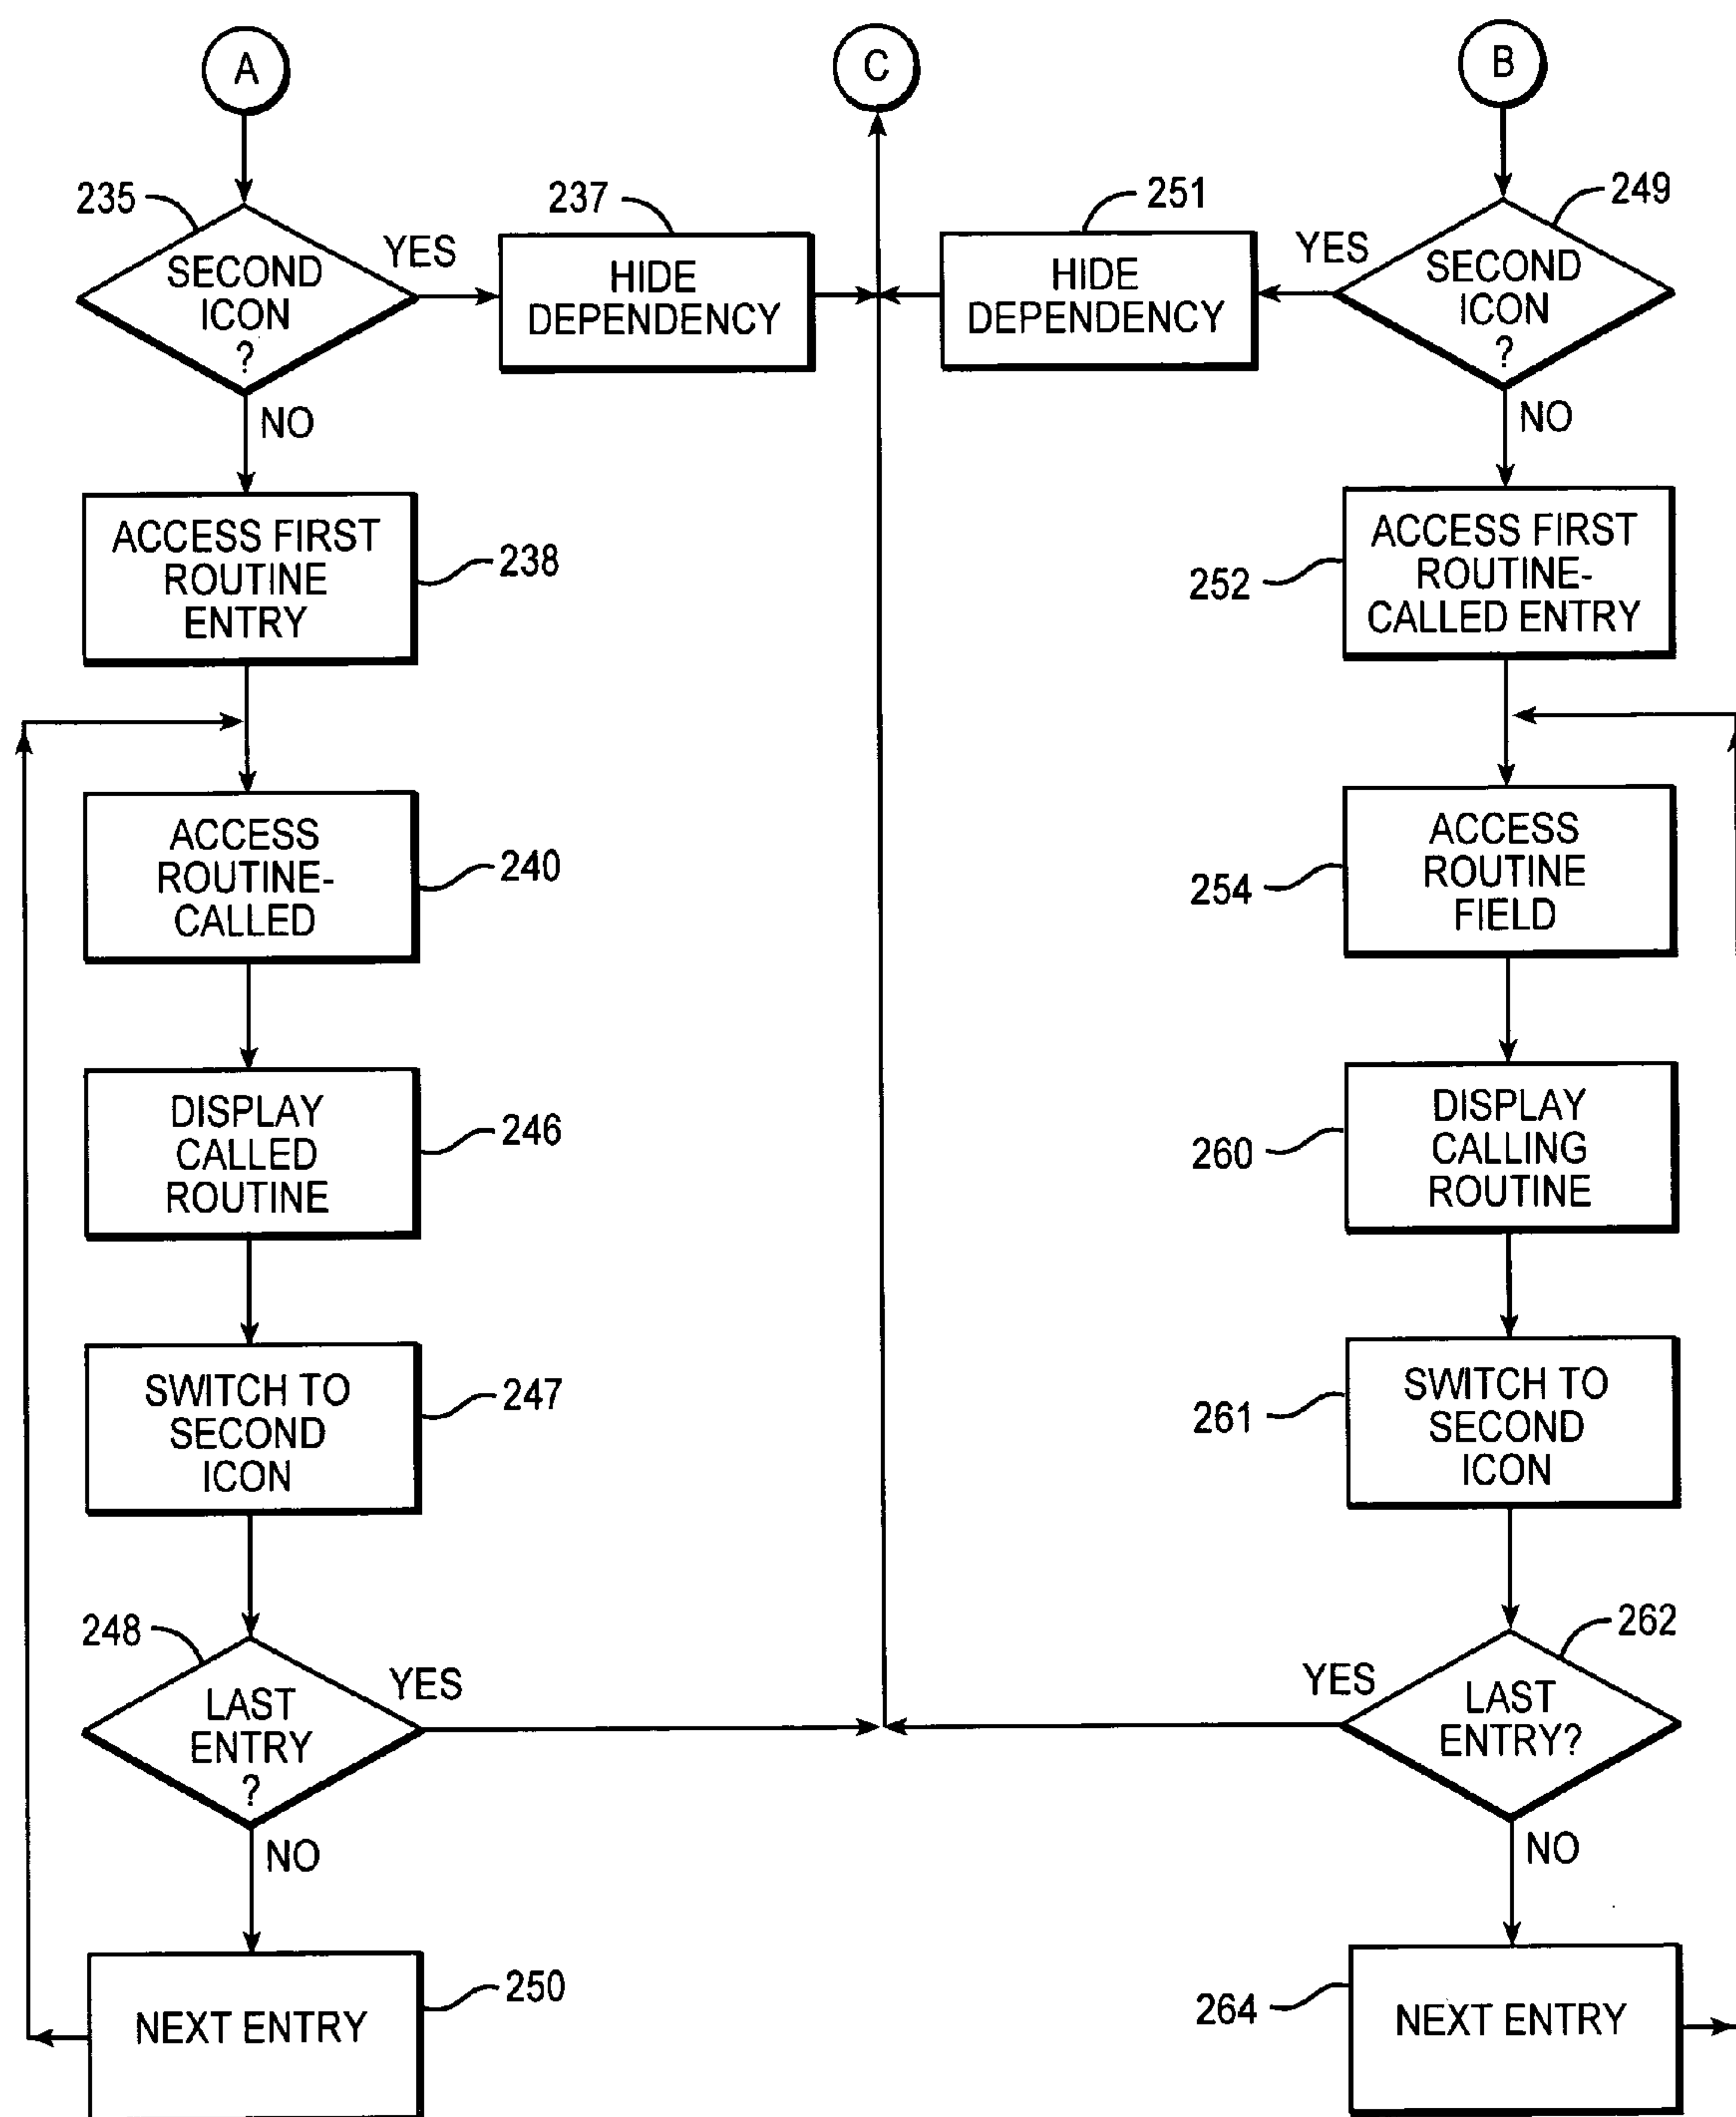 A
C
B
235
237
251
249
SECOND
ICON
?
YES
HIDE
DEPENDENCY
HIDE
DEPENDENCY
YES
SECOND
ICON
?
NO
NO
ACCESS FIRST
ROUTINE
ENTRY
238
252
ACCESS FIRST
ROUTINE-
CALLED ENTRY
ACCESS
ROUTINE-
CALLED
240
254
ACCESS
ROUTINE
FIELD
DISPLAY
CALLED
ROUTINE
246
260
DISPLAY
CALLING
ROUTINE
SWITCH TO
SECOND
ICON
247
261
SWITCH TO
SECOND
ICON
248
262
LAST
ENTRY
?
YES
YES
LAST
ENTRY?
NO
NO
NEXT ENTRY
250
264
NEXT ENTRY